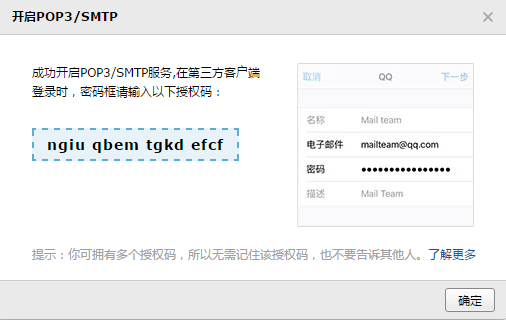 开启POP3/SMTP
成功开启POP3/SMTP服务,在第三方客户端
登录时，密码框请输入以下授权码：
ngiu qbem tgkd efcf
取消 QQ 下一步
名称 Mail team
电子邮件 mailteam@qq.com
密码 ●●●●●●●●●●●●●●●●
描述 Mail Team
提示：你可拥有多个授权码，所以无需记住该授权码，也不要告诉其他人。了解更多
确定